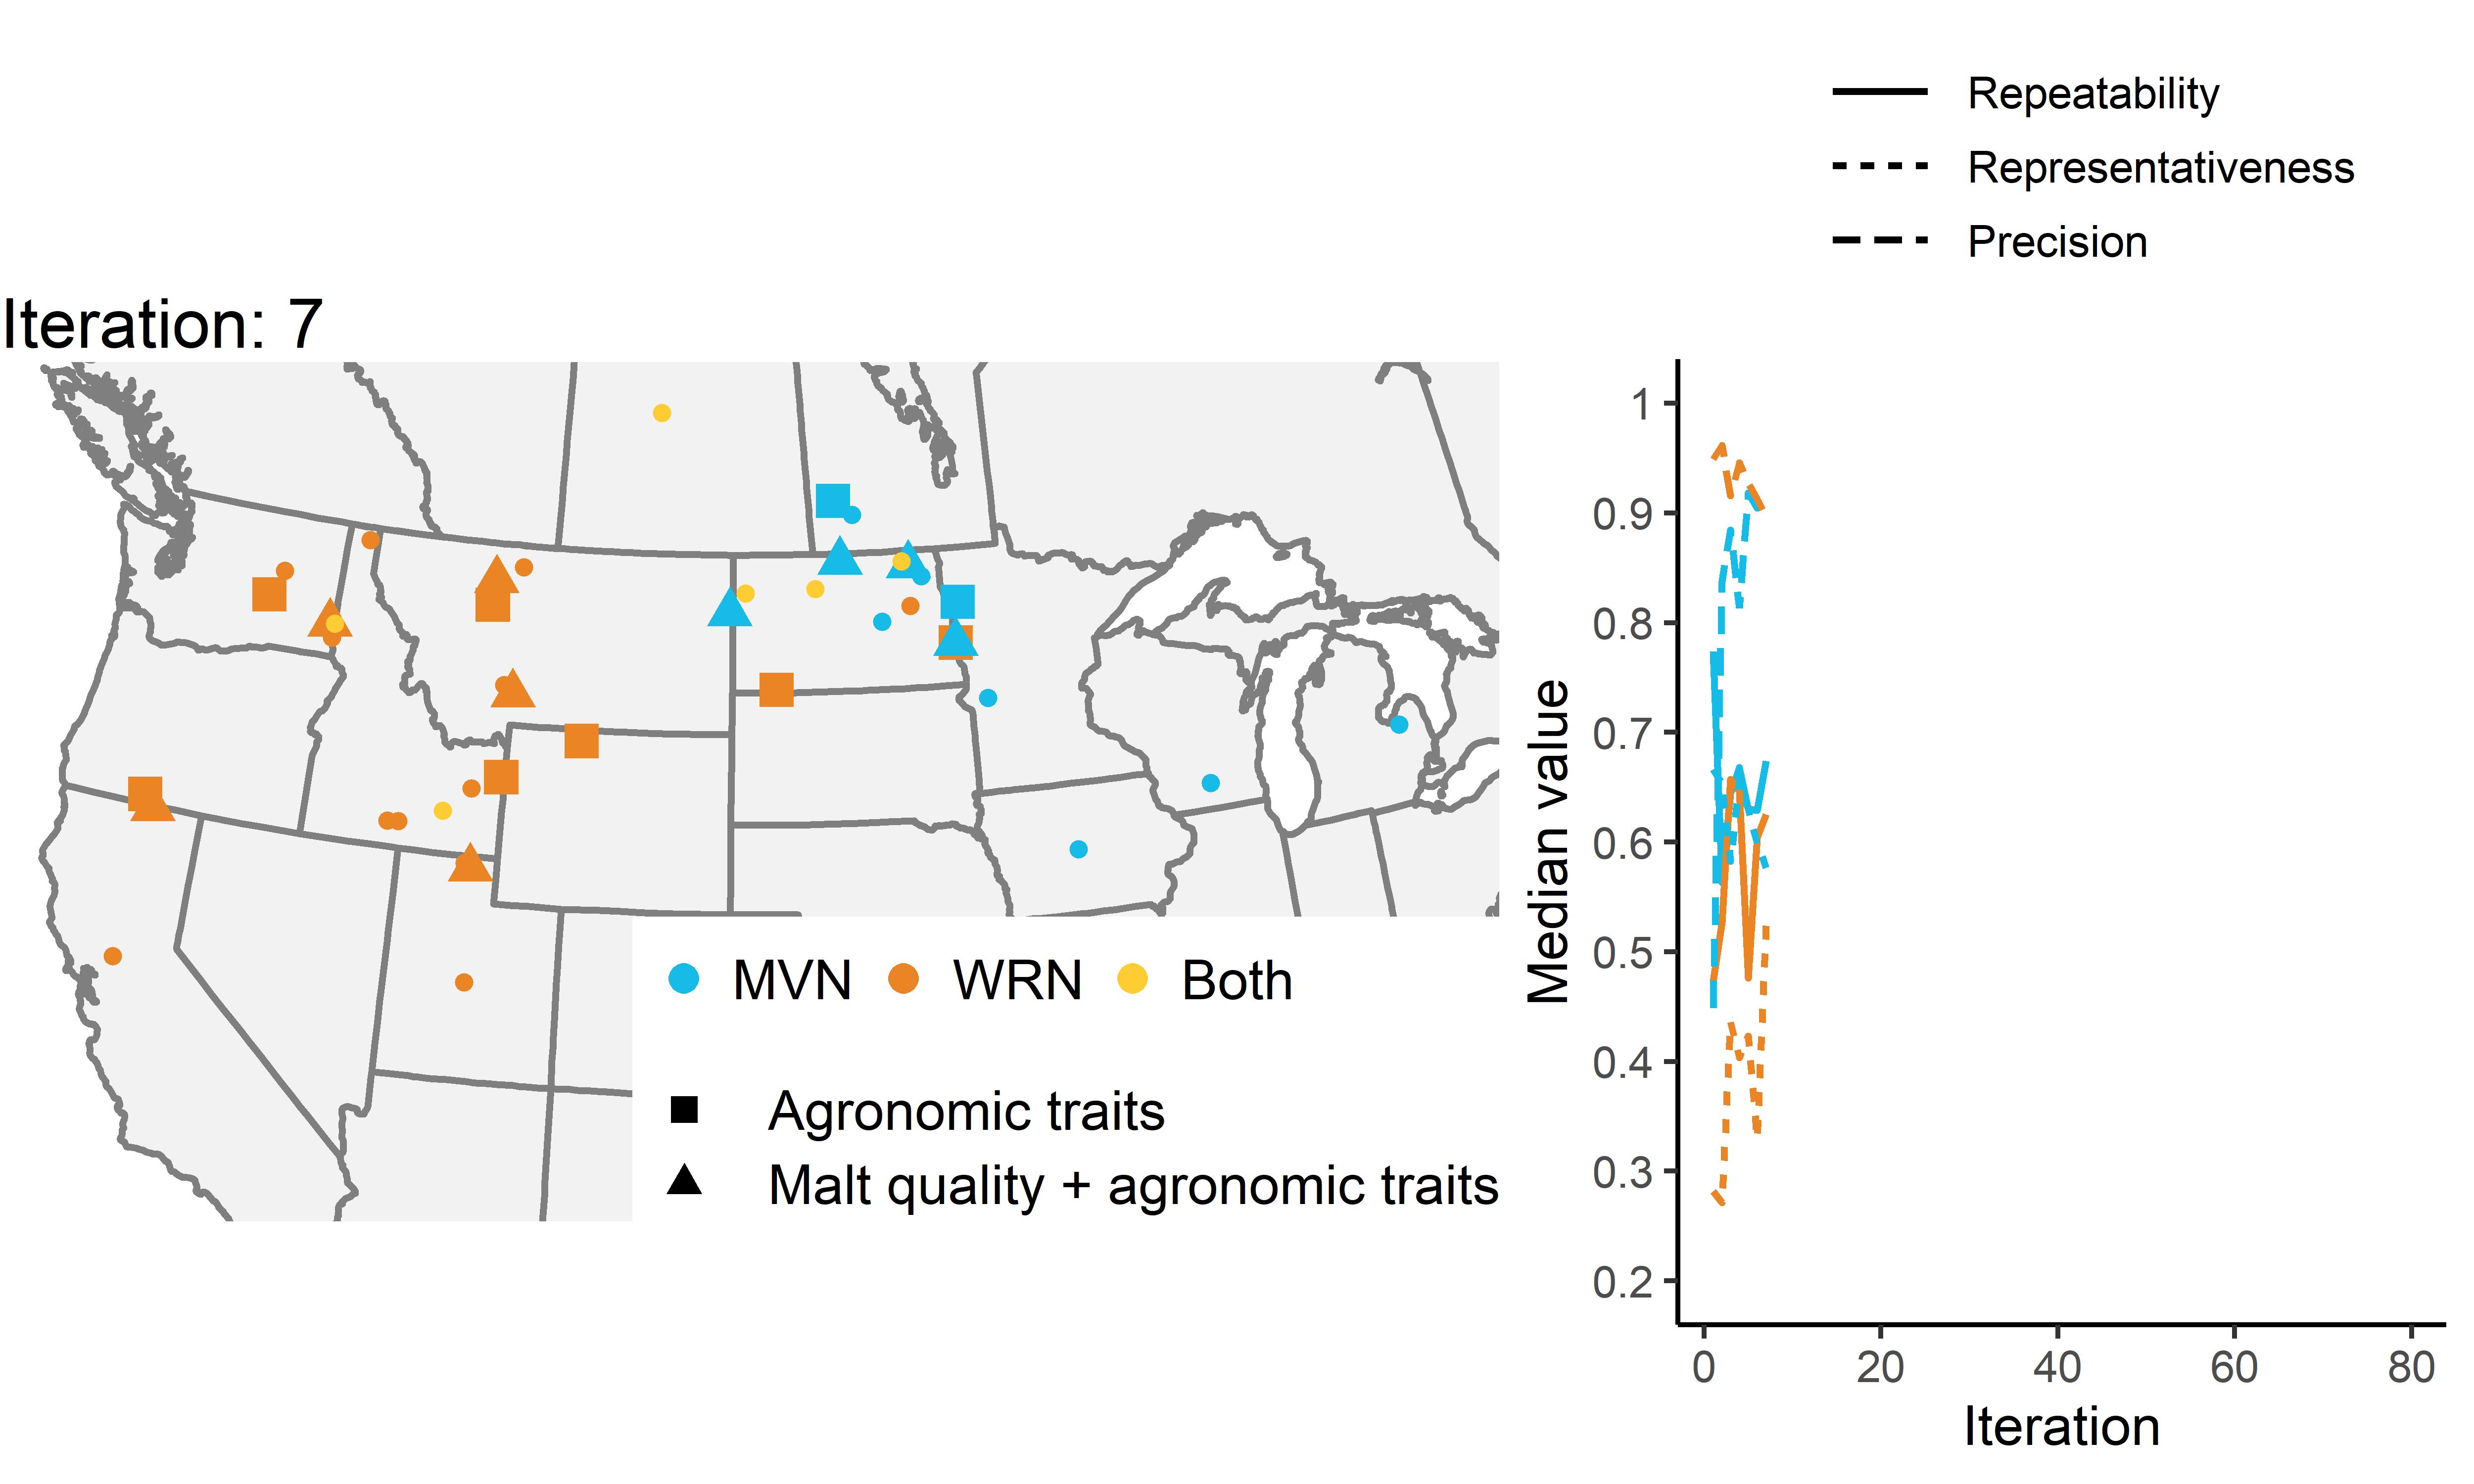 Repeatability
Representativeness
Precision
Iteration: 7
MVN WRN Both
Agronomic traits
Malt quality + agronomic traits
Median value
1
0.9
0.8
0.7
0.6
0.5
0.4
0.3
0.2
0 20 40 60 80
Iteration